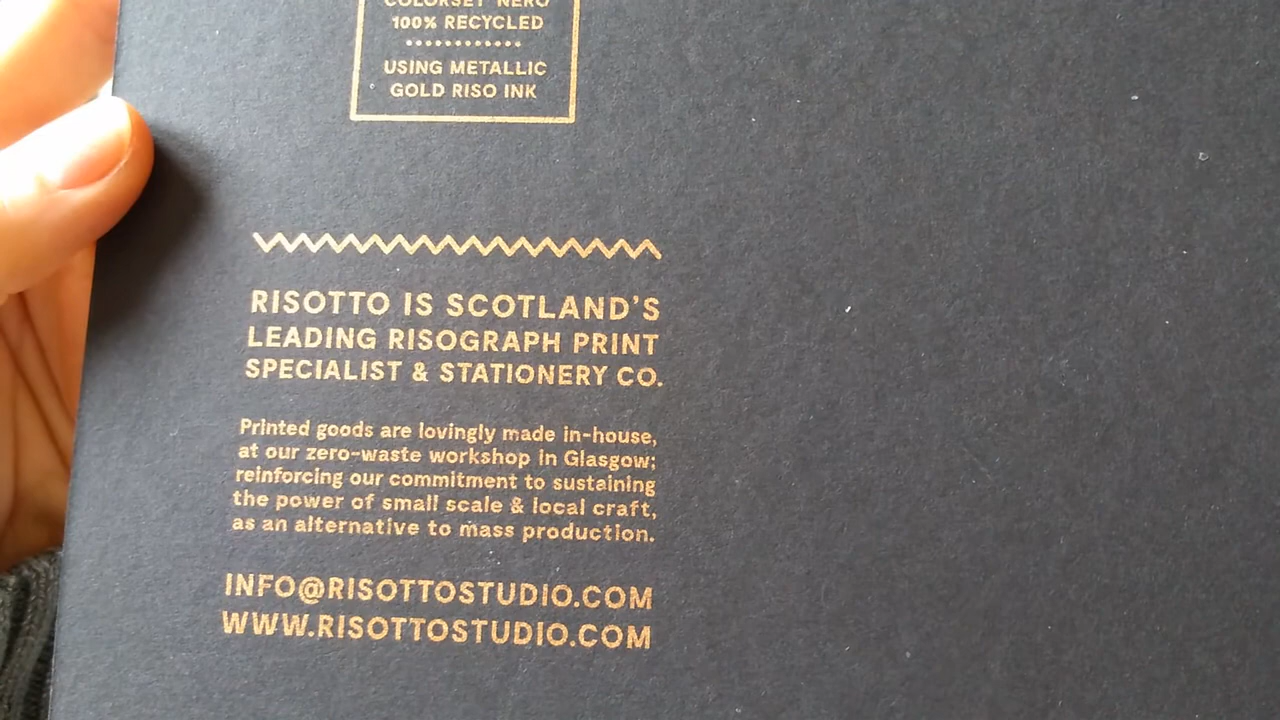 COLORSET NERO
100% RECYCLED
USING METALLIC
GOLD RISO INK
RISOTTO IS SCOTLAND'S
LEADING RISOGRAPH PRINT
SPECIALIST & STATIONERY CO.
Printed goods are lovingly made in-house,
at our zero-waste workshop in Glasgow;
reinforcing our commitment to sustaining
the power of small scale & local craft,
as an alternative to mass production.
INFO@RISOTTOSTUDIO.COM
WWW.RISOTTOSTUDIO.COM